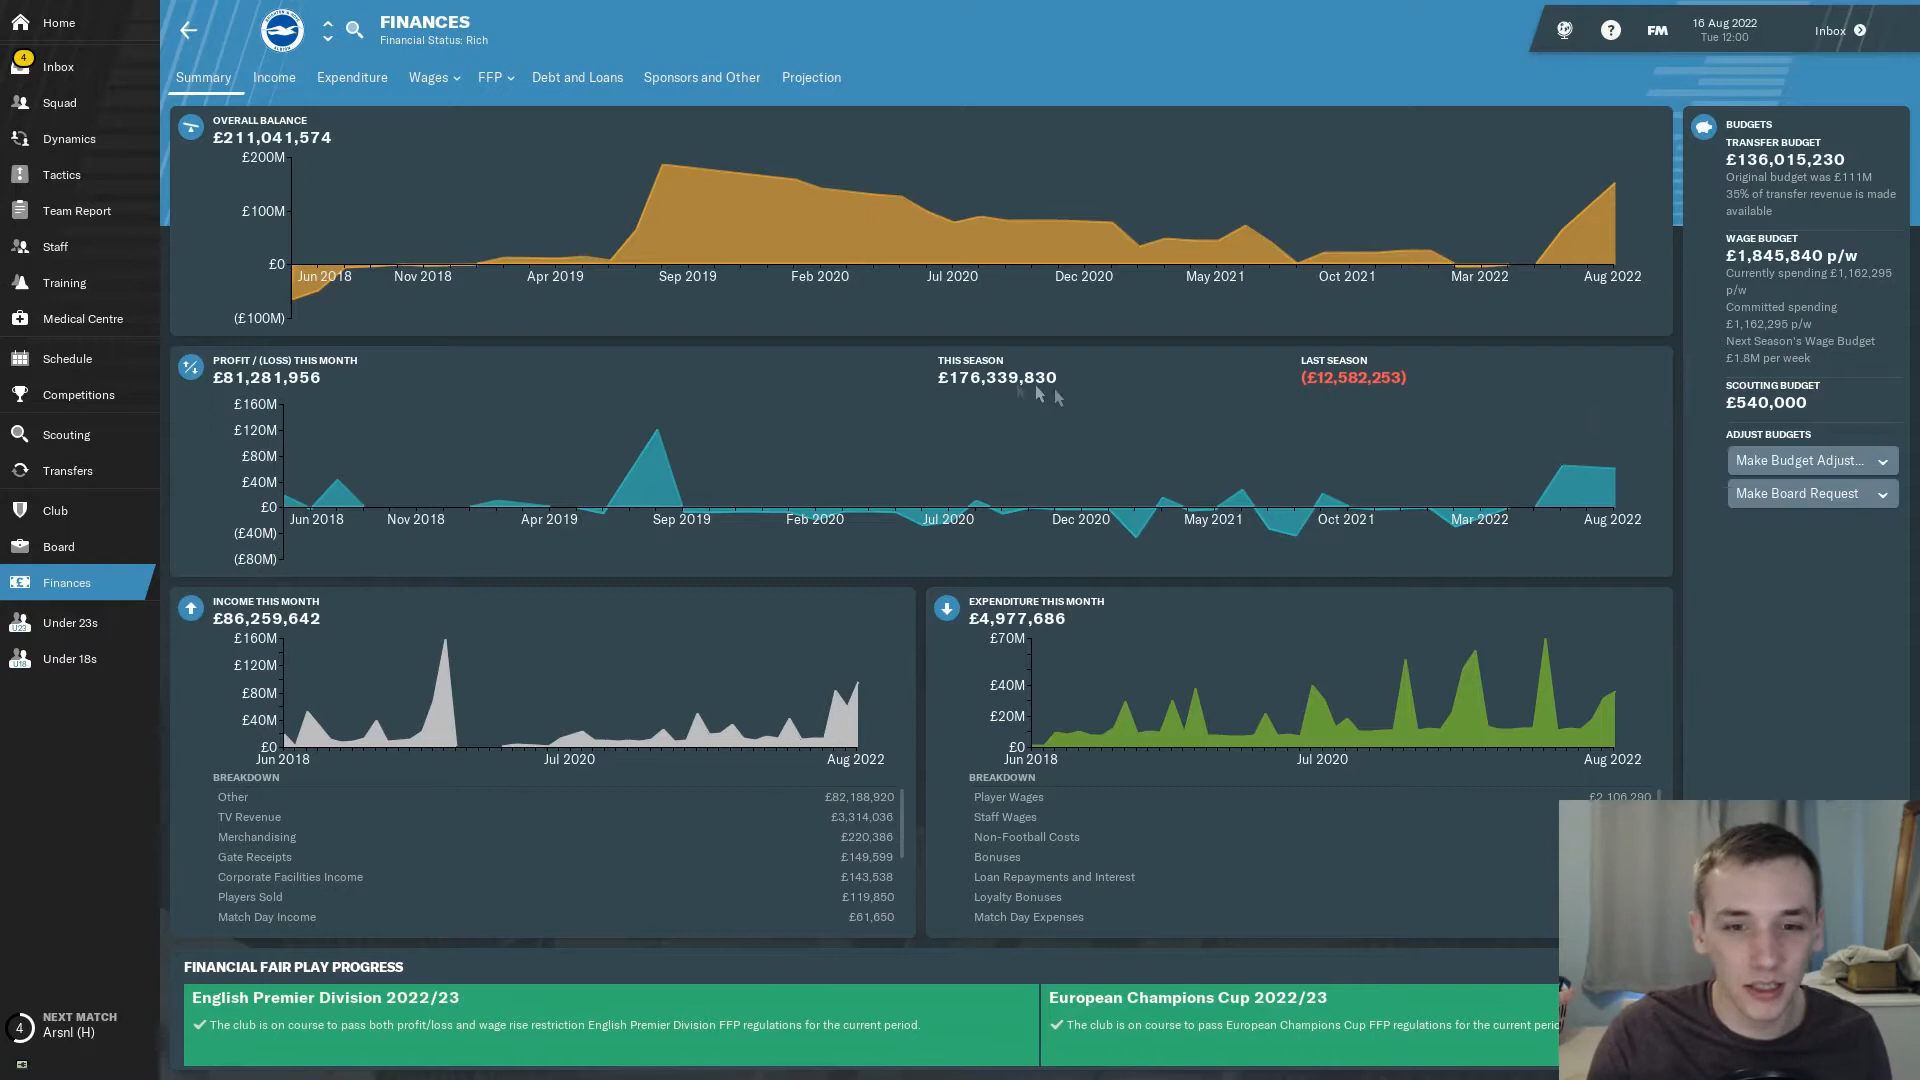 Home
4
Inbox
Squad
Dynamics
Tactics
Team Report
Staff
Training
Medical Centre
Schedule
Competitions
Scouting
Transfers
Club
Board
Finances
U23
Under 23s
U18
Under 18s
4
NEXT MATCH
Arsnl (H)
FINANCES
Financial Status: Rich
?
FM
16 Aug 2022
Tue 12:00
Inbox
Summary
Income
Expenditure
Wages
FFP
Debt and Loans
Sponsors and Other
Projection
OVERALL BALANCE
£211,041,574
£200M
£100M
£0
(£100M)
Jun 2018
Nov 2018
Apr 2019
Sep 2019
Feb 2020
Jul 2020
Dec 2020
May 2021
Oct 2021
Mar 2022
Aug 2022
PROFIT / (LOSS) THIS MONTH
£81,281,956
THIS SEASON
£176,339,830
LAST SEASON
(£12,582,253)
£160M
£120M
£80M
£40M
£0
(£40M)
(£80M)
Jun 2018
Nov 2018
Apr 2019
Sep 2019
Feb 2020
Jul 2020
Dec 2020
May 2021
Oct 2021
Mar 2022
Aug 2022
INCOME THIS MONTH
£86,259,642
£160M
£120M
£80M
£40M
£0
Jun 2018
Jul 2020
Aug 2022
BREAKDOWN
Other £82,188,920
TV Revenue £3,314,036
Merchandising £220,386
Gate Receipts £149,599
Corporate Facilities Income £143,538
Players Sold £119,850
Match Day Income £61,650
EXPENDITURE THIS MONTH
£4,977,686
£70M
£40M
£20M
£0
Jun 2018
Jul 2020
Aug 2022
BREAKDOWN
Player Wages £2,106,290
Staff Wages
Non-Football Costs
Bonuses
Loan Repayments and Interest
Loyalty Bonuses
Match Day Expenses
FINANCIAL FAIR PLAY PROGRESS
English Premier Division 2022/23
The club is on course to pass both profit/loss and wage rise restriction English Premier Division FFP regulations for the current period.
European Champions Cup 2022/23
The club is on course to pass European Champions Cup FFP regulations for the current perio
BUDGETS
TRANSFER BUDGET
£136,015,230
Original budget was £111M
35% of transfer revenue is made
available
WAGE BUDGET
£1,845,840 p/w
Currently spending £1,162,295
p/w
Committed spending
£1,162,295 p/w
Next Season's Wage Budget
£1.8M per week
SCOUTING BUDGET
£540,000
ADJUST BUDGETS
Make Budget Adjust...
Make Board Request